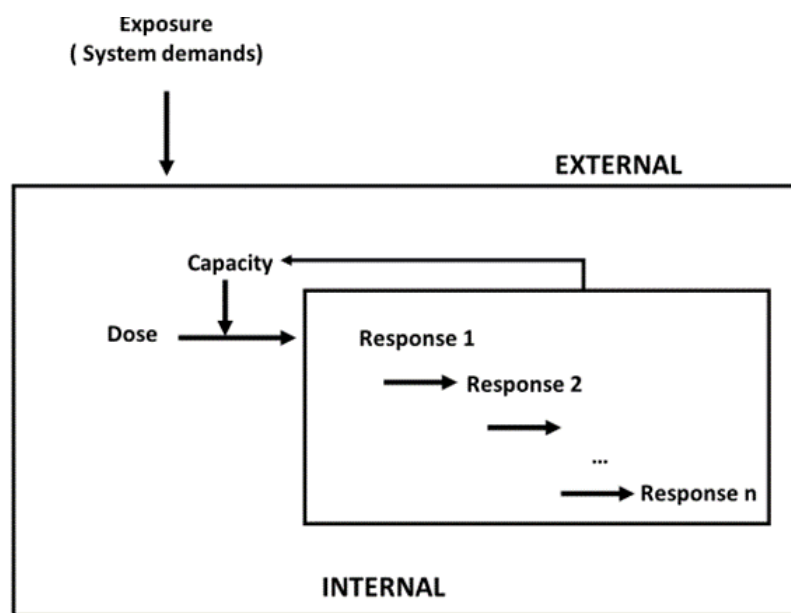 Exposure
( System demands)
EXTERNAL
Capacity
Dose
Response 1
Response 2
...
Response n
INTERNAL